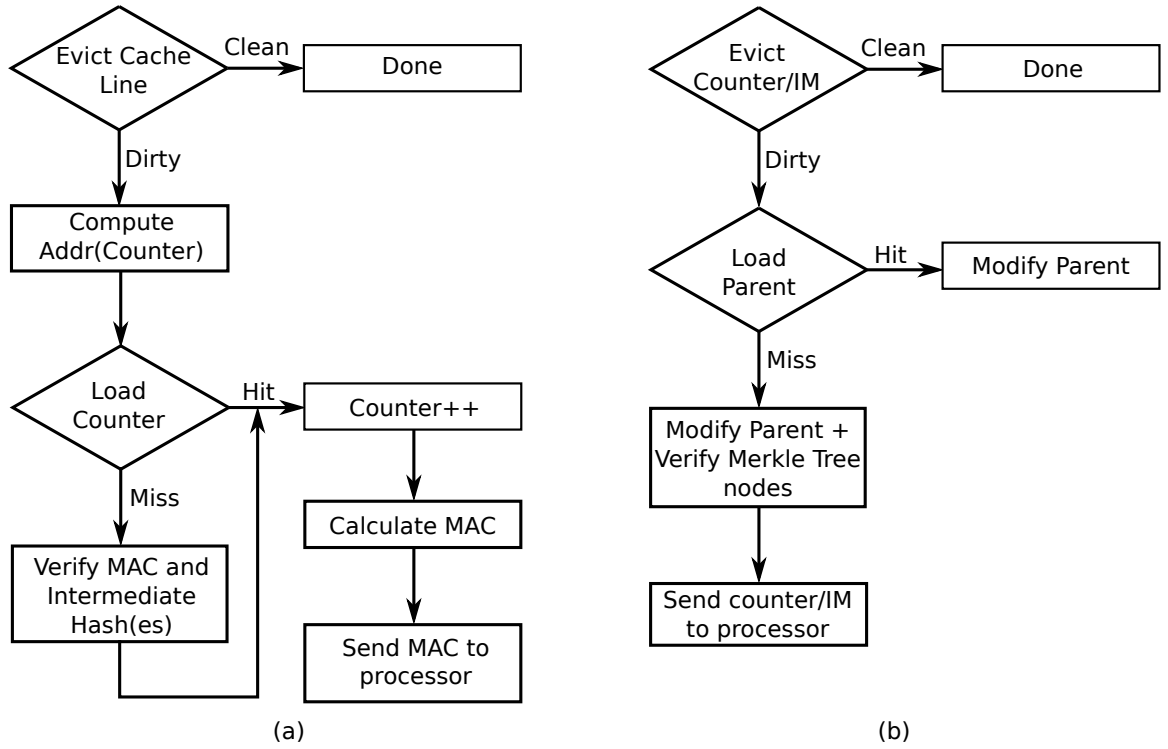 Evict Cache
Line
Clean
Done
Dirty
Compute
Addr(Counter)
Load
Counter
Hit
Counter++
Miss
Calculate MAC
Verify MAC and
Intermediate
Hash(es)
Send MAC to
processor
(a)
Evict
Counter/IM
Clean
Done
Dirty
Load
Parent
Hit
Modify Parent
Miss
Modify Parent +
Verify Merkle Tree
nodes
Send counter/IM
to processor
(b)